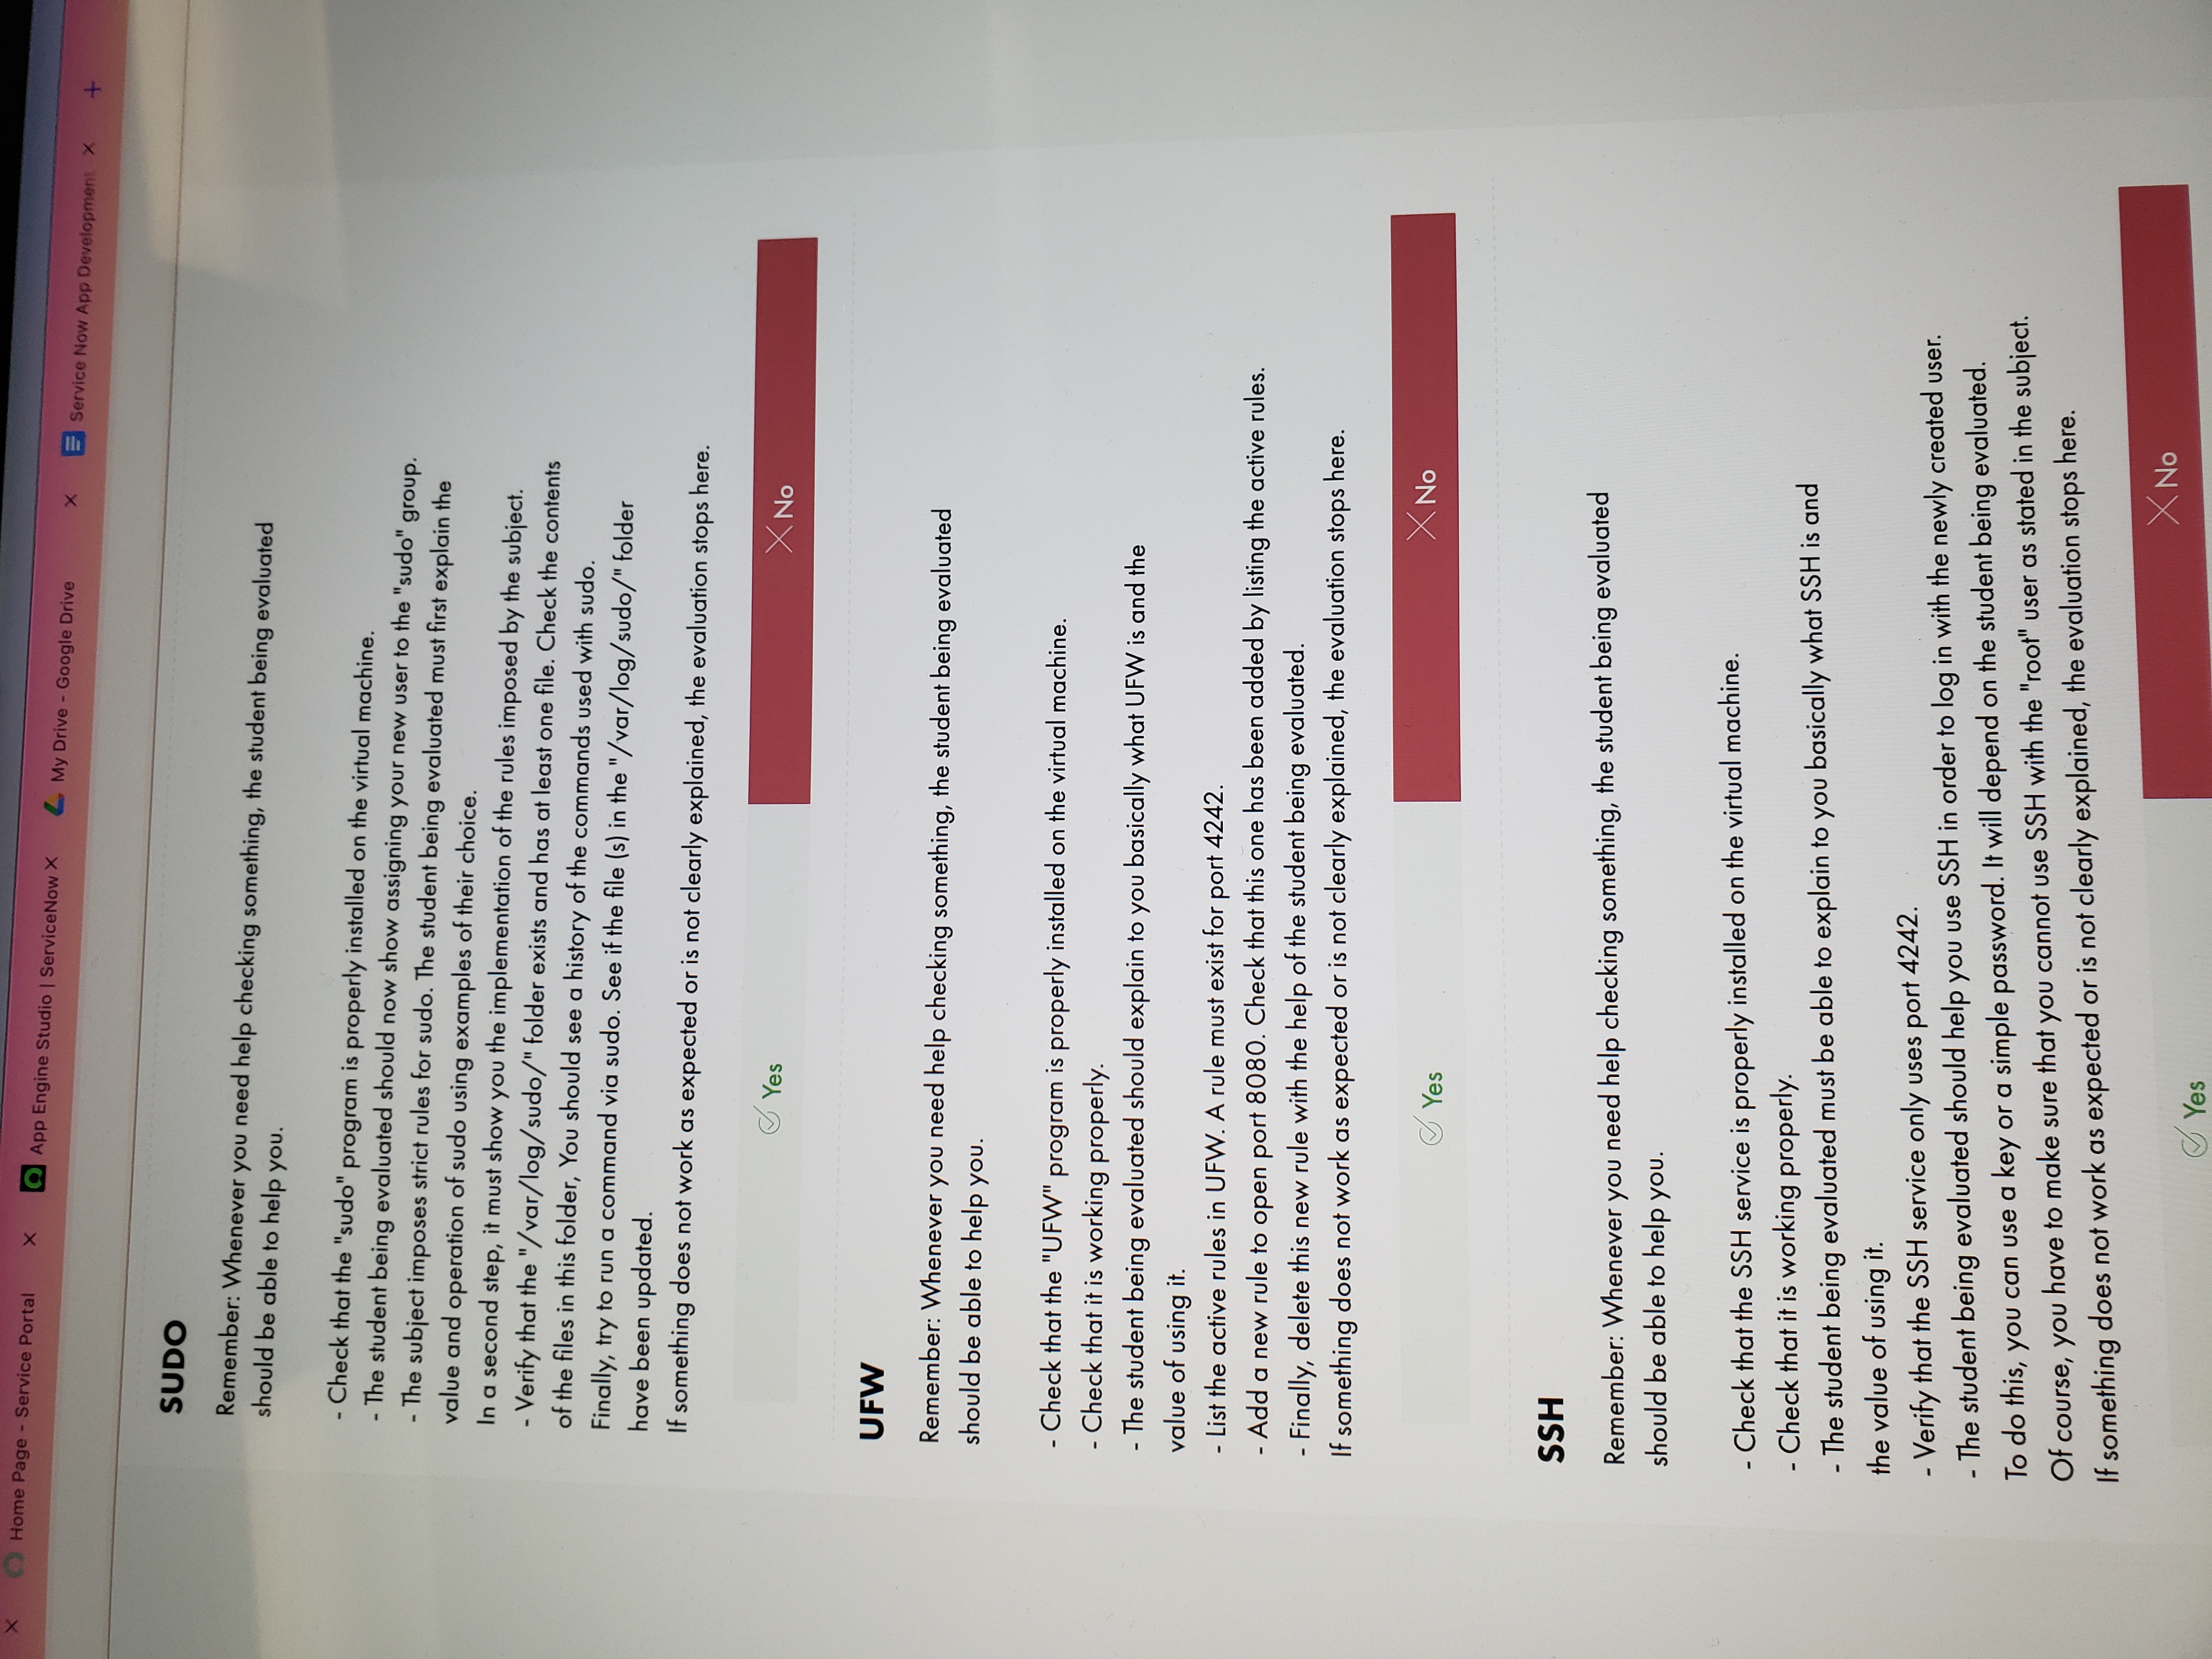 Home Page - Service Portal
App Engine Studio | ServiceNow
My Drive - Google Drive
Service Now App Development
SUDO
Remember: Whenever you need help checking something, the student being evaluated
should be able to help you.
- Check that the "sudo" program is properly installed on the virtual machine.
- The student being evaluated should now show assigning your new user to the "sudo" group.
- The subject imposes strict rules for sudo. The student being evaluated must first explain the
value and operation of sudo using examples of their choice.
In a second step, it must show you the implementation of the rules imposed by the subject.
- Verify that the "/var/log/sudo/" folder exists and has at least one file. Check the contents
of the files in this folder, You should see a history of the commands used with sudo.
Finally, try to run a command via sudo. See if the file (s) in the "/var/log/sudo/" folder
have been updated.
If something does not work as expected or is not clearly explained, the evaluation stops here.
Yes
No
UFW
Remember: Whenever you need help checking something, the student being evaluated
should be able to help you.
- Check that the "UFW" program is properly installed on the virtual machine.
- Check that it is working properly.
- The student being evaluated should explain to you basically what UFW is and the
value of using it.
- List the active rules in UFW. A rule must exist for port 4242.
- Add a new rule to open port 8080. Check that this one has been added by listing the active rules.
- Finally, delete this new rule with the help of the student being evaluated.
If something does not work as expected or is not clearly explained, the evaluation stops here.
Yes
No
SSH
Remember: Whenever you need help checking something, the student being evaluated
should be able to help you.
- Check that the SSH service is properly installed on the virtual machine.
- Check that it is working properly.
- The student being evaluated must be able to explain to you basically what SSH is and
the value of using it.
- Verify that the SSH service only uses port 4242.
- The student being evaluated should help you use SSH in order to log in with the newly created user.
To do this, you can use a key or a simple password. It will depend on the student being evaluated.
Of course, you have to make sure that you cannot use SSH with the "root" user as stated in the subject.
If something does not work as expected or is not clearly explained, the evaluation stops here.
Yes
No